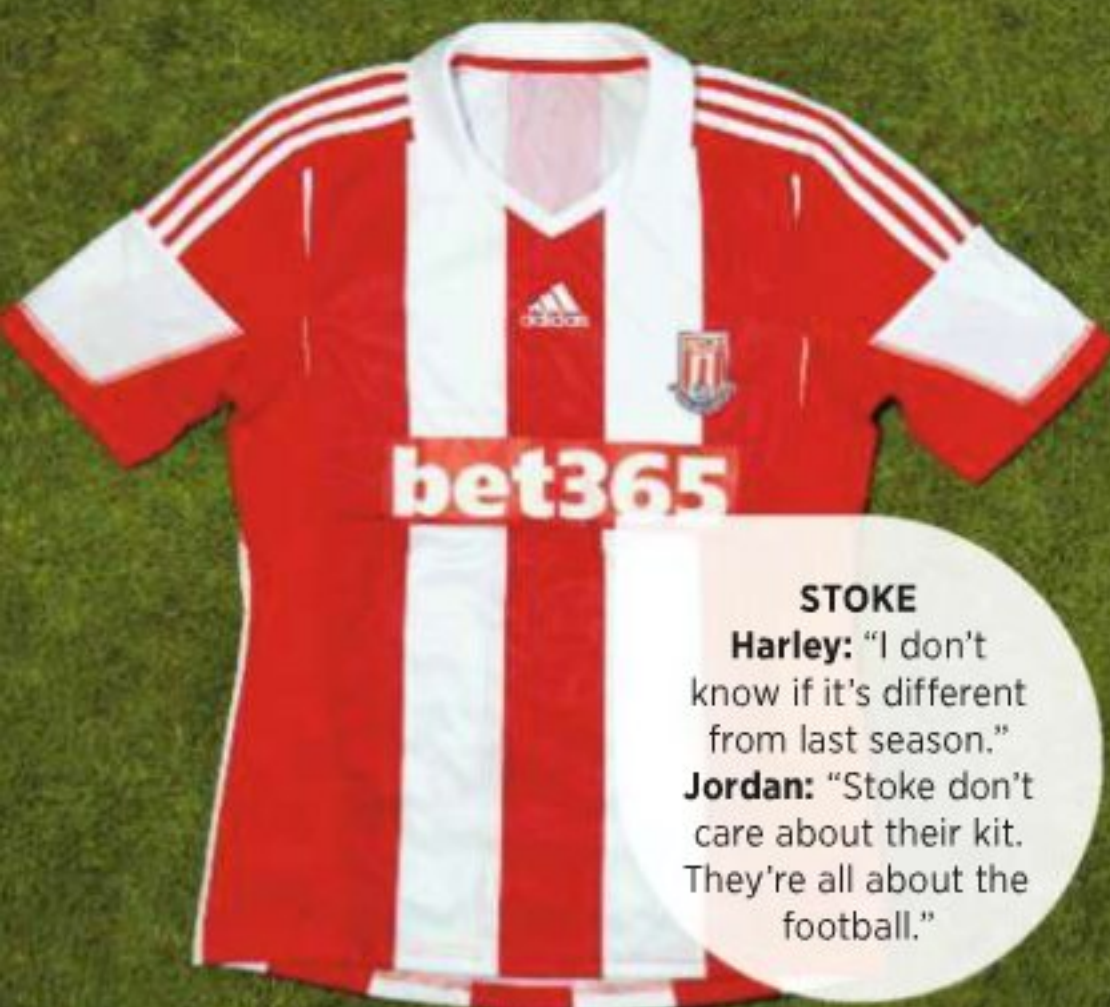 adidas
bet365
STOKE
Harley: “I don’t
know if it’s different
from last season.”
Jordan: “Stoke don’t
care about their kit.
They’re all about the
football.”